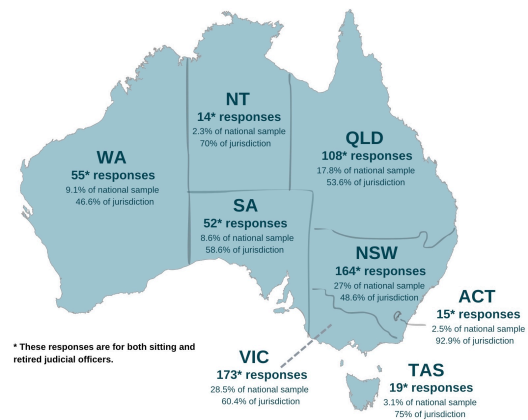 NT
14* responses
2.3% of national sample
70% of jurisdiction
QLD
108* responses
17.8% of national sample
53.6% of jurisdiction
WA
55* responses
9.1% of national sample
46.6% of jurisdiction
SA
52* responses
8.6% of national sample
58.6% of jurisdiction
NSW
164* responses
27% of national sample
48.6% of jurisdiction
ACT
15* responses
2.5% of national sample
92.9% of jurisdiction
* These responses are for both sitting and
retired judicial officers.
VIC
173* responses
28.5% of national sample
60.4% of jurisdiction
TAS
19* responses
3.1% of national sample
75% of jurisdiction